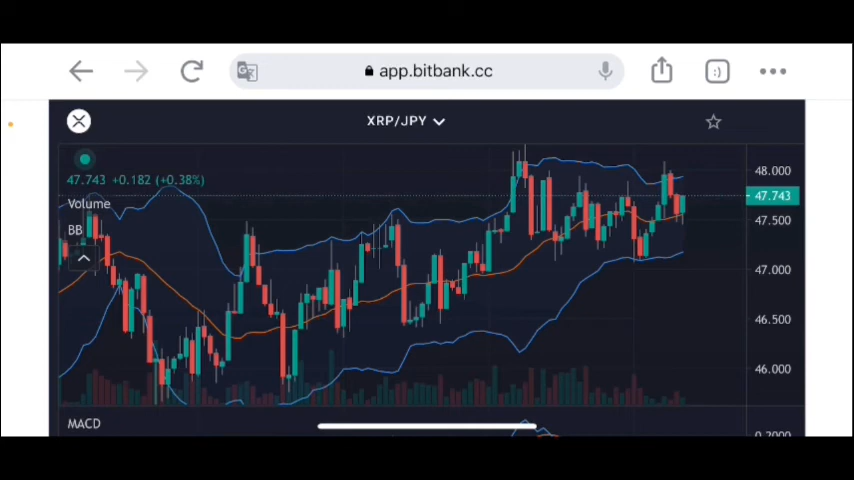 app.bitbank.cc
XRP/JPY
47.743 +0.182 (+0.38%)
Volume
BB
48.000
47.743
47.500
47.000
46.500
46.000
MACD
0.2000